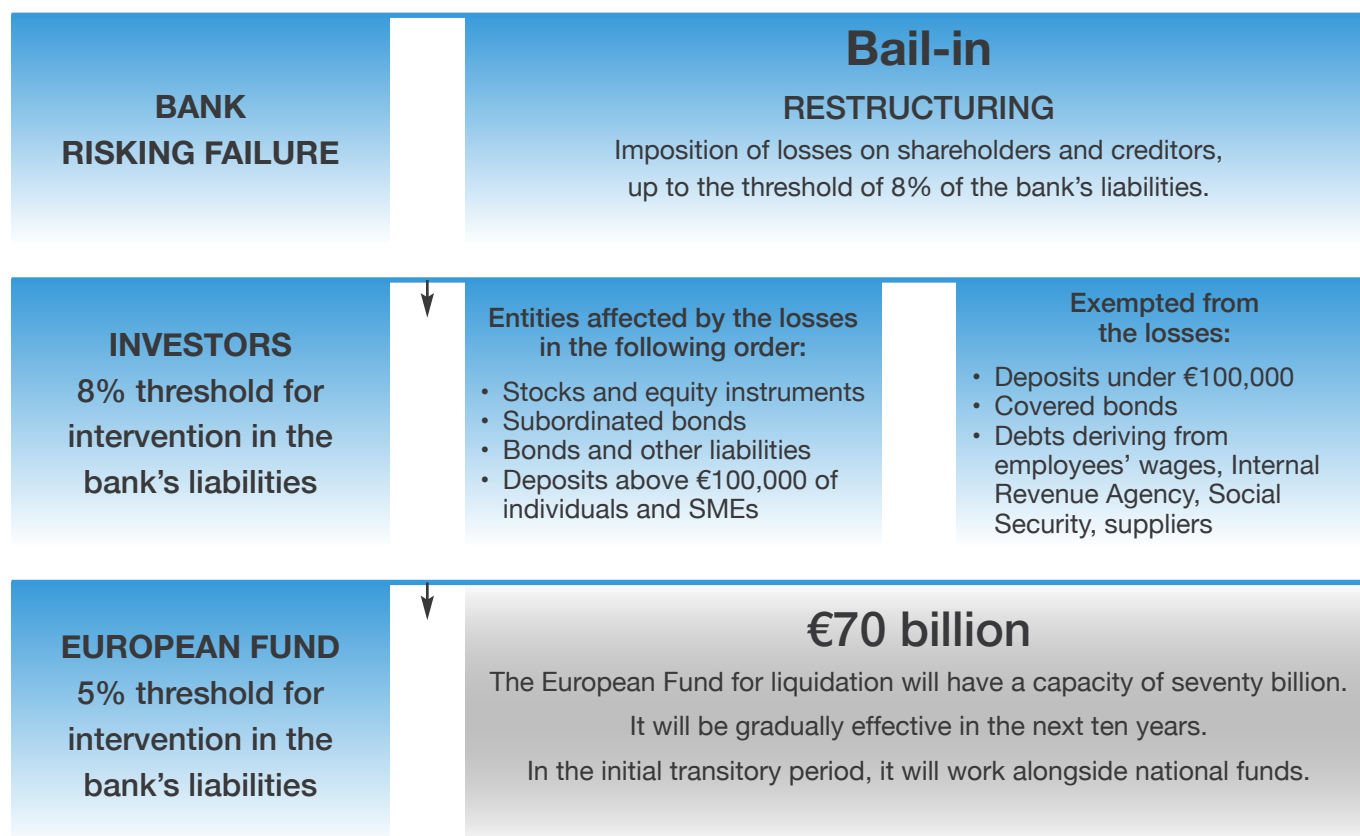 BANK
RISKING FAILURE
Bail-in
RESTRUCTURING
Imposition of losses on shareholders and creditors,
up to the threshold of 8% of the bank’s liabilities.
INVESTORS
8% threshold for
intervention in the
bank’s liabilities
Entities affected by the losses
in the following order:
• Stocks and equity instruments
• Subordinated bonds
• Bonds and other liabilities
• Deposits above €100,000 of
individuals and SMEs
Exempted from
the losses:
• Deposits under €100,000
• Covered bonds
• Debts deriving from
employees’ wages, Internal
Revenue Agency, Social
Security, suppliers
EUROPEAN FUND
5% threshold for
intervention in the
bank’s liabilities
€70 billion
The European Fund for liquidation will have a capacity of seventy billion.
It will be gradually effective in the next ten years.
In the initial transitory period, it will work alongside national funds.